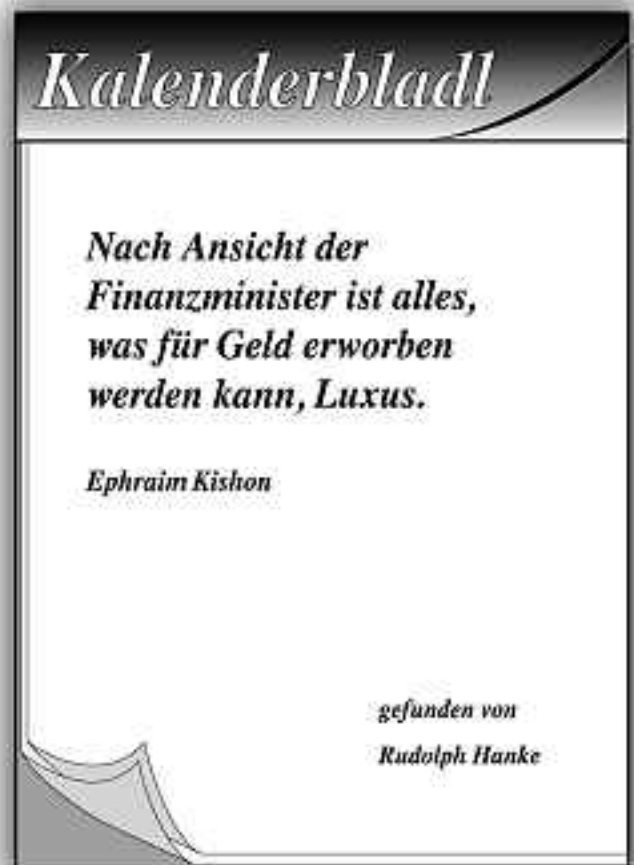 Kalenderbladl
Nach Ansicht der
Finanzminister ist alles,
was für Geld erworben
werden kann, Luxus.
Ephraim Kishon
gefunden von
Rudolph Hanke